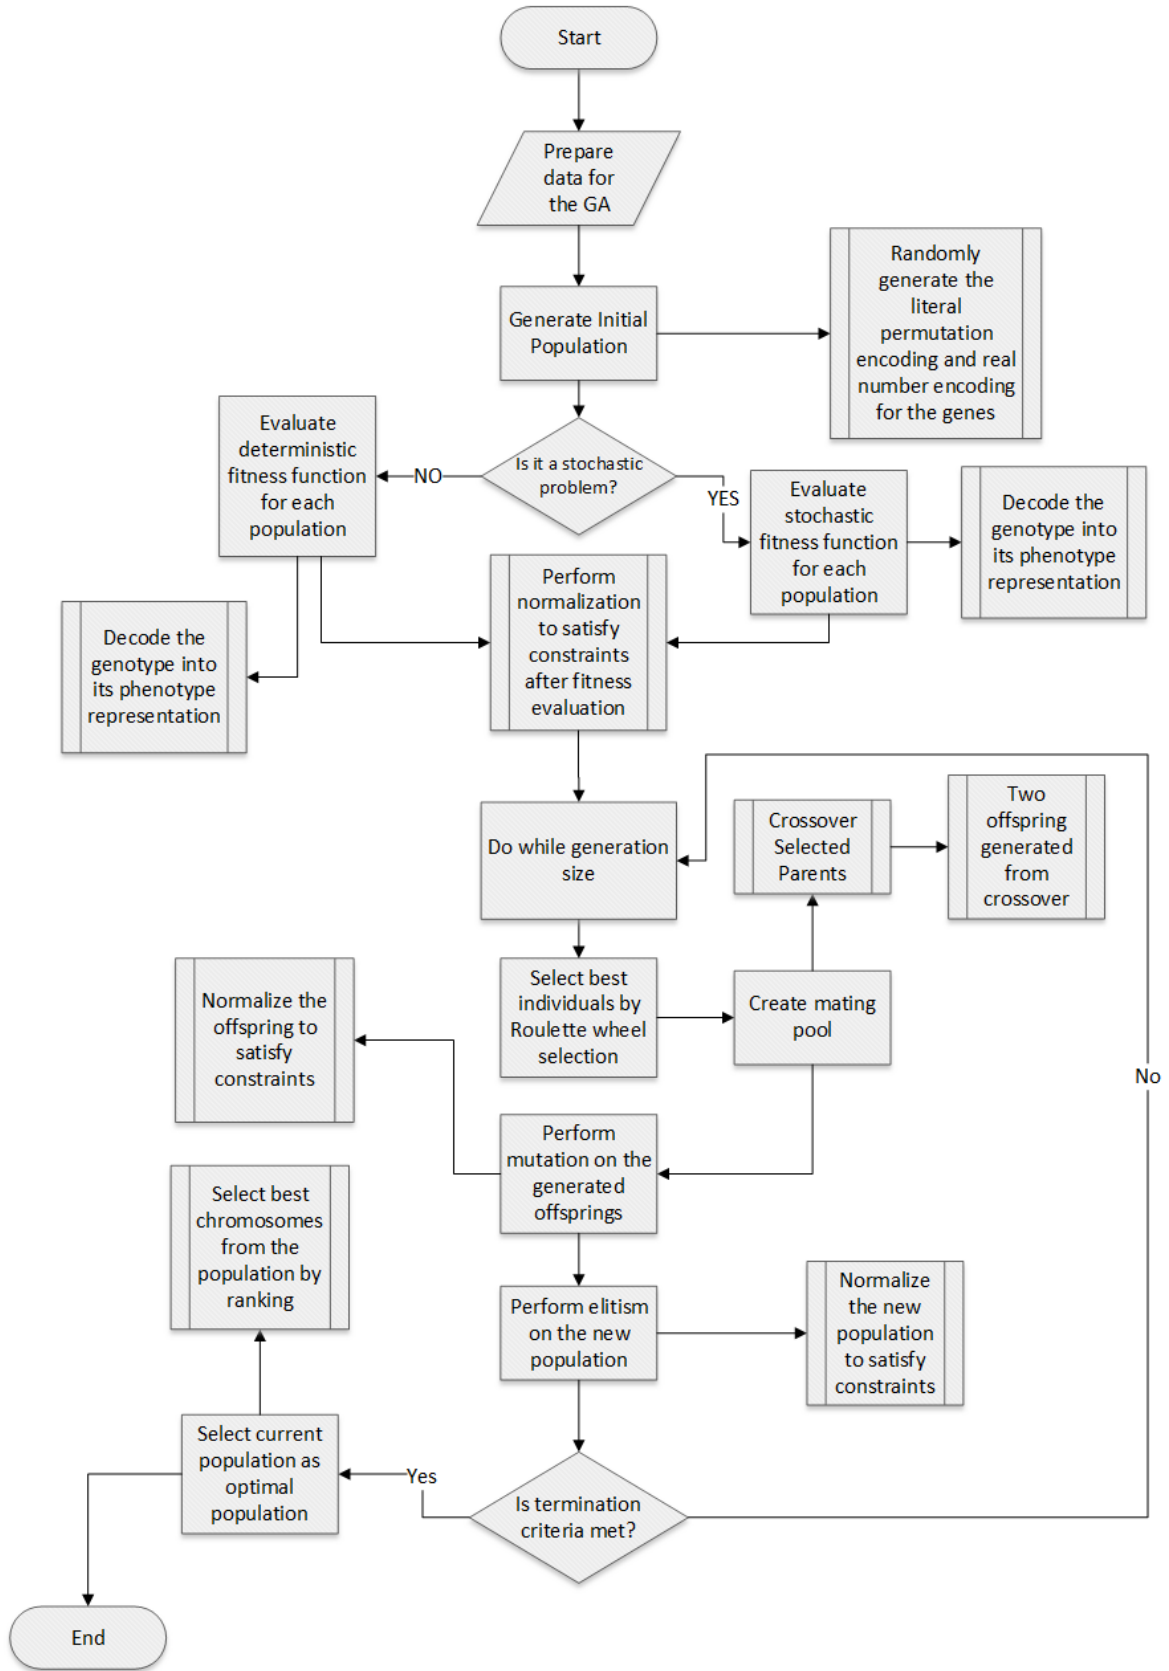 Start
Prepare
data for
the GA
Generate Initial
Population
Randomly
generate the
literal
permutation
encoding and real
number encoding
for the genes
Is it a stochastic
problem?
NO
YES
Evaluate
deterministic
fitness function
for each
population
Evaluate
stochastic
fitness function
for each
population
Decode the
genotype into
its phenotype
representation
Decode the
genotype into
its phenotype
representation
Perform
normalization
to satisfy
constraints
after fitness
evaluation
Do while generation
size
Crossover
Selected
Parents
Two
offspring
generated
from
crossover
Select best
individuals by
Roulette wheel
selection
Create mating
pool
Normalize the
offspring to
satisfy
constraints
No
Perform
mutation on the
generated
offsprings
Select best
chromosomes
from the
population by
ranking
Perform elitism
on the new
population
Normalize
the new
population
to satisfy
constraints
Select current
population as
optimal
population
Yes
Is termination
criteria met?
End